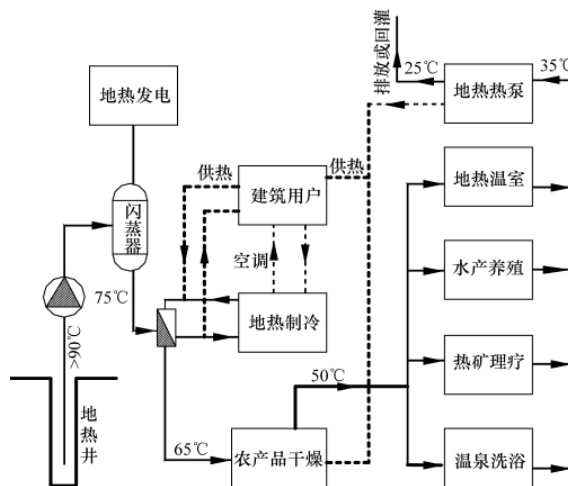 排放或回灌
25℃
35℃
地热热泵
地热发电
供热
供热
建筑用户
地热温室
闪蒸器
空调
水产养殖
75℃
地热制冷
>90℃
热矿理疗
50℃
地热井
65℃
农产品干燥
温泉洗浴